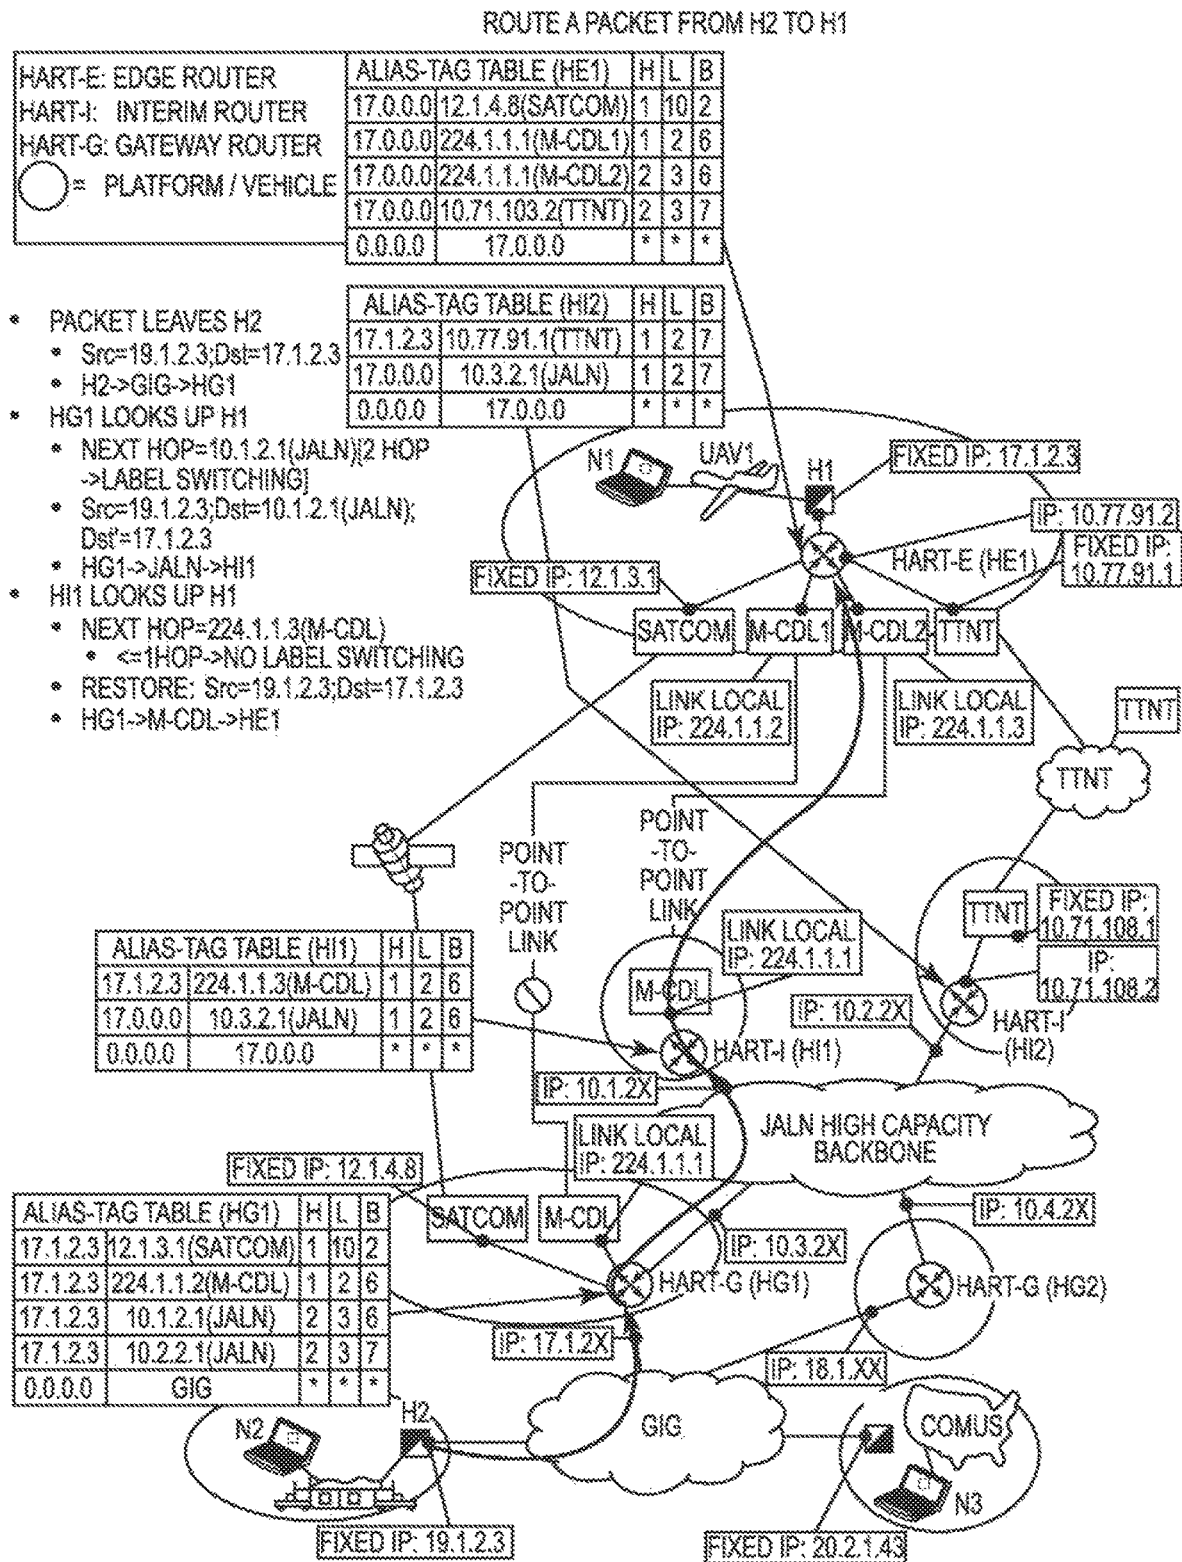 ROUTE A PACKET FROM H2 TO H1
HART-E: EDGE ROUTER
HART-I: INTERIM ROUTER
HART-G: GATEWAY ROUTER
= PLATFORM / VEHICLE
ALIAS-TAG TABLE (HE1) H L B
17.0.0.0 12.1.4.8(SATCOM) 1 10 2
17.0.0.0 224.1.1.1(M-CDL1) 1 2 6
17.0.0.0 224.1.1.1(M-CDL2) 2 3 6
17.0.0.0 10.71.103.2(TTNT) 2 3 7
0.0.0.0 17.0.0.0 * * *
ALIAS-TAG TABLE (HI2) H L B
17.1.2.3 10.77.91.1(TTNT) 1 2 7
17.0.0.0 10.3.2.1(JALN) 1 2 7
0.0.0.0 17.0.0.0 * * *
• PACKET LEAVES H2
• Src=19.1.2.3;Dst=17.1.2.3
• H2->GIG->HG1
• HG1 LOOKS UP H1
• NEXT HOP=10.1.2.1(JALN)[2 HOP
->LABEL SWITCHING]
• Src=19.1.2.3;Dst=10.1.2.1(JALN);
Dst'=17.1.2.3
• HG1->JALN->HI1
• HI1 LOOKS UP H1
• NEXT HOP=224.1.1.3(M-CDL)
• <=1HOP->NO LABEL SWITCHING
• RESTORE: Src=19.1.2.3;Dst=17.1.2.3
• HG1->M-CDL->HE1
N1
UAV1
H1
FIXED IP: 17.1.2.3
IP: 10.77.91.2
HART-E (HE1)
FIXED IP:
10.77.91.1
FIXED IP: 12.1.3.1
SATCOM
M-CDL1
M-CDL2
TTNT
LINK LOCAL
IP: 224.1.1.2
LINK LOCAL
IP: 224.1.1.3
TTNT
TTNT
POINT
-TO-
POINT
LINK
POINT
-TO-
POINT
LINK
TTNT
FIXED IP:
10.71.108.1
IP:
10.71.108.2
LINK LOCAL
IP: 224.1.1.1
M-CDL
IP: 10.2.2X
HART-I
(HI2)
HART-I (HI1)
ALIAS-TAG TABLE (HI1) H L B
17.1.2.3 224.1.1.3(M-CDL) 1 2 6
17.0.0.0 10.3.2.1(JALN) 1 2 6
0.0.0.0 17.0.0.0 * * *
IP: 10.1.2X
JALN HIGH CAPACITY
BACKBONE
LINK LOCAL
IP: 224.1.1.1
FIXED IP: 12.1.4.8
SATCOM
M-CDL
IP: 10.4.2X
IP: 10.3.2X
ALIAS-TAG TABLE (HG1) H L B
17.1.2.3 12.1.3.1(SATCOM) 1 10 2
17.1.2.3 224.1.1.2(M-CDL) 1 2 6
17.1.2.3 10.1.2.1(JALN) 2 3 6
17.1.2.3 10.2.2.1(JALN) 2 3 7
0.0.0.0 GIG * * *
HART-G (HG1)
HART-G (HG2)
IP: 17.1.2X
IP: 18.1.XX
N2
H2
GIG
COMUS
N3
FIXED IP: 19.1.2.3
FIXED IP: 20.2.1.43